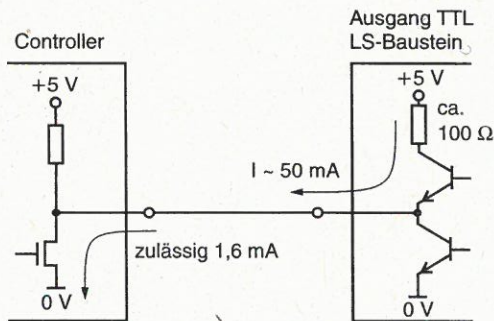 Controller
+5 V
0 V
zulässig 1,6 mA
I ~ 50 mA
Ausgang TTL
LS-Baustein
+5 V
ca.
100 Ω
0 V